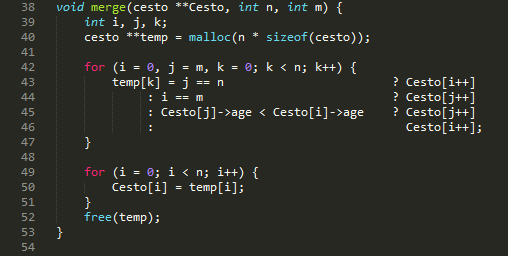 38 void merge(cesto **Cesto, int n, int m) {
39     int i, j, k;
40     cesto **temp = malloc(n * sizeof(cesto));
41
42     for (i = 0, j = m, k = 0; k < n; k++) {
43         temp[k] = j == n                        ? Cesto[i++]
44              : i == m                           ? Cesto[j++]
45              : Cesto[j]->age < Cesto[i]->age    ? Cesto[j++]
46              :                                    Cesto[i++];
47     }
48
49     for (i = 0; i < n; i++) {
50         Cesto[i] = temp[i];
51     }
52     free(temp);
53 }
54